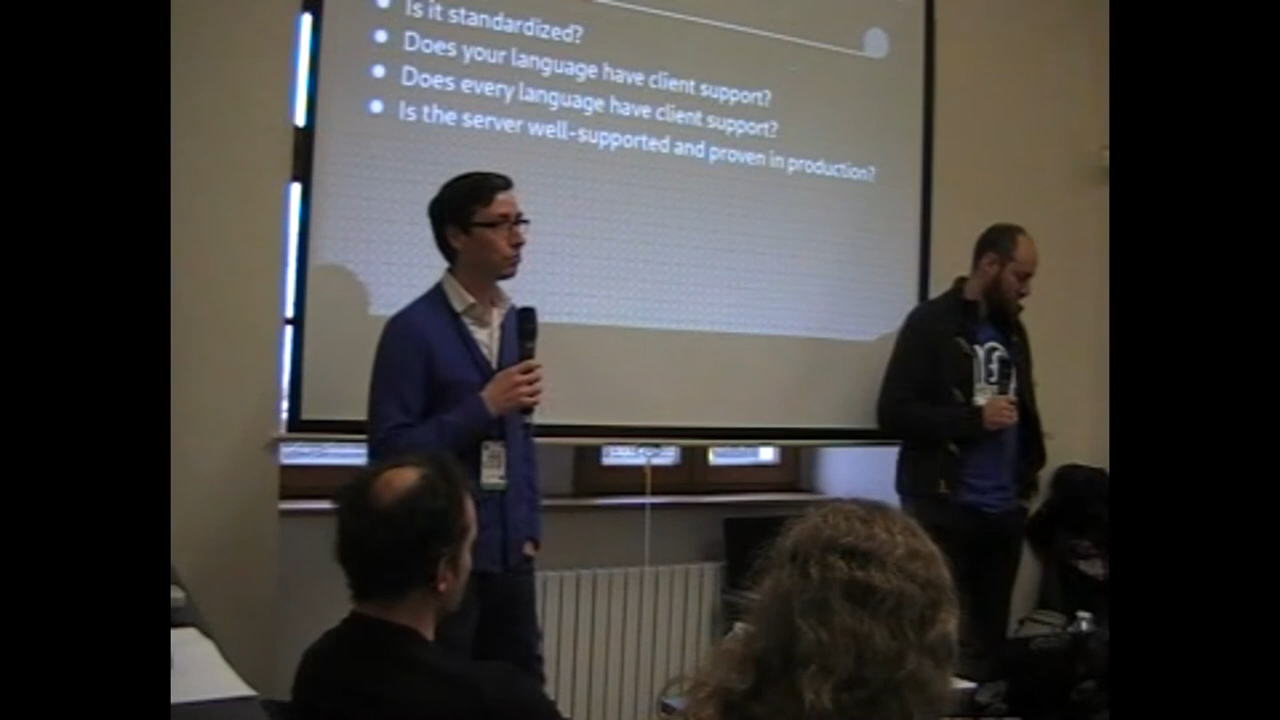 Is it standardized?
Does your language have client support?
Does every language have client support?
Is the server well-supported and proven in production?